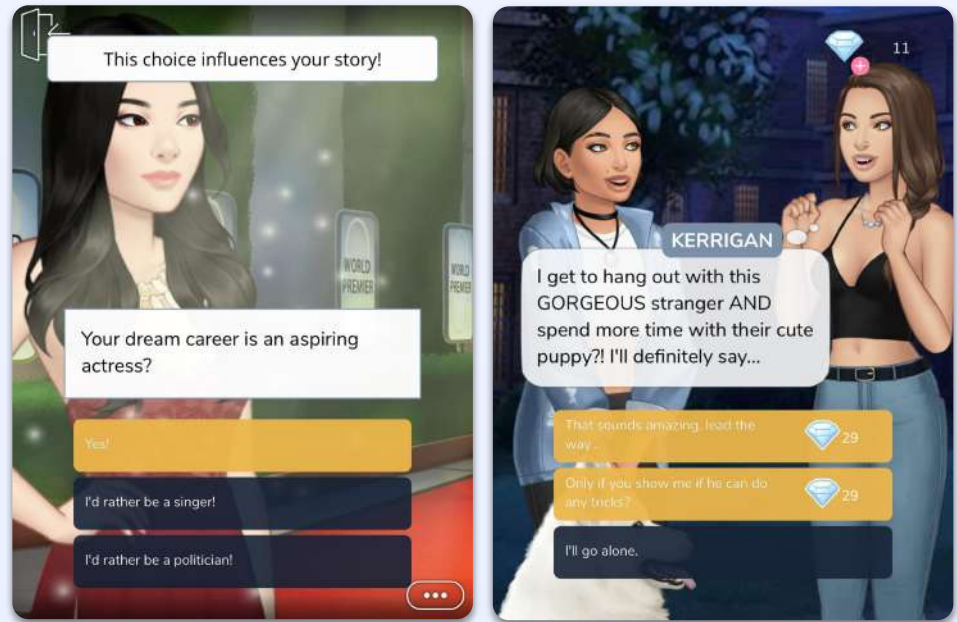 This choice influences your story!
WORLD
PREMIER
WORLD
PREMIER
Your dream career is an aspiring
actress?
Yes!
I'd rather be a singer!
I'd rather be a politician!
11
KERRIGAN
I get to hang out with this
GORGEOUS stranger AND
spend more time with their cute
puppy?! I'll definitely say...
That sounds amazing, lead the
way...
29
Only if you show me if he can do
any tricks?
29
I'll go alone.